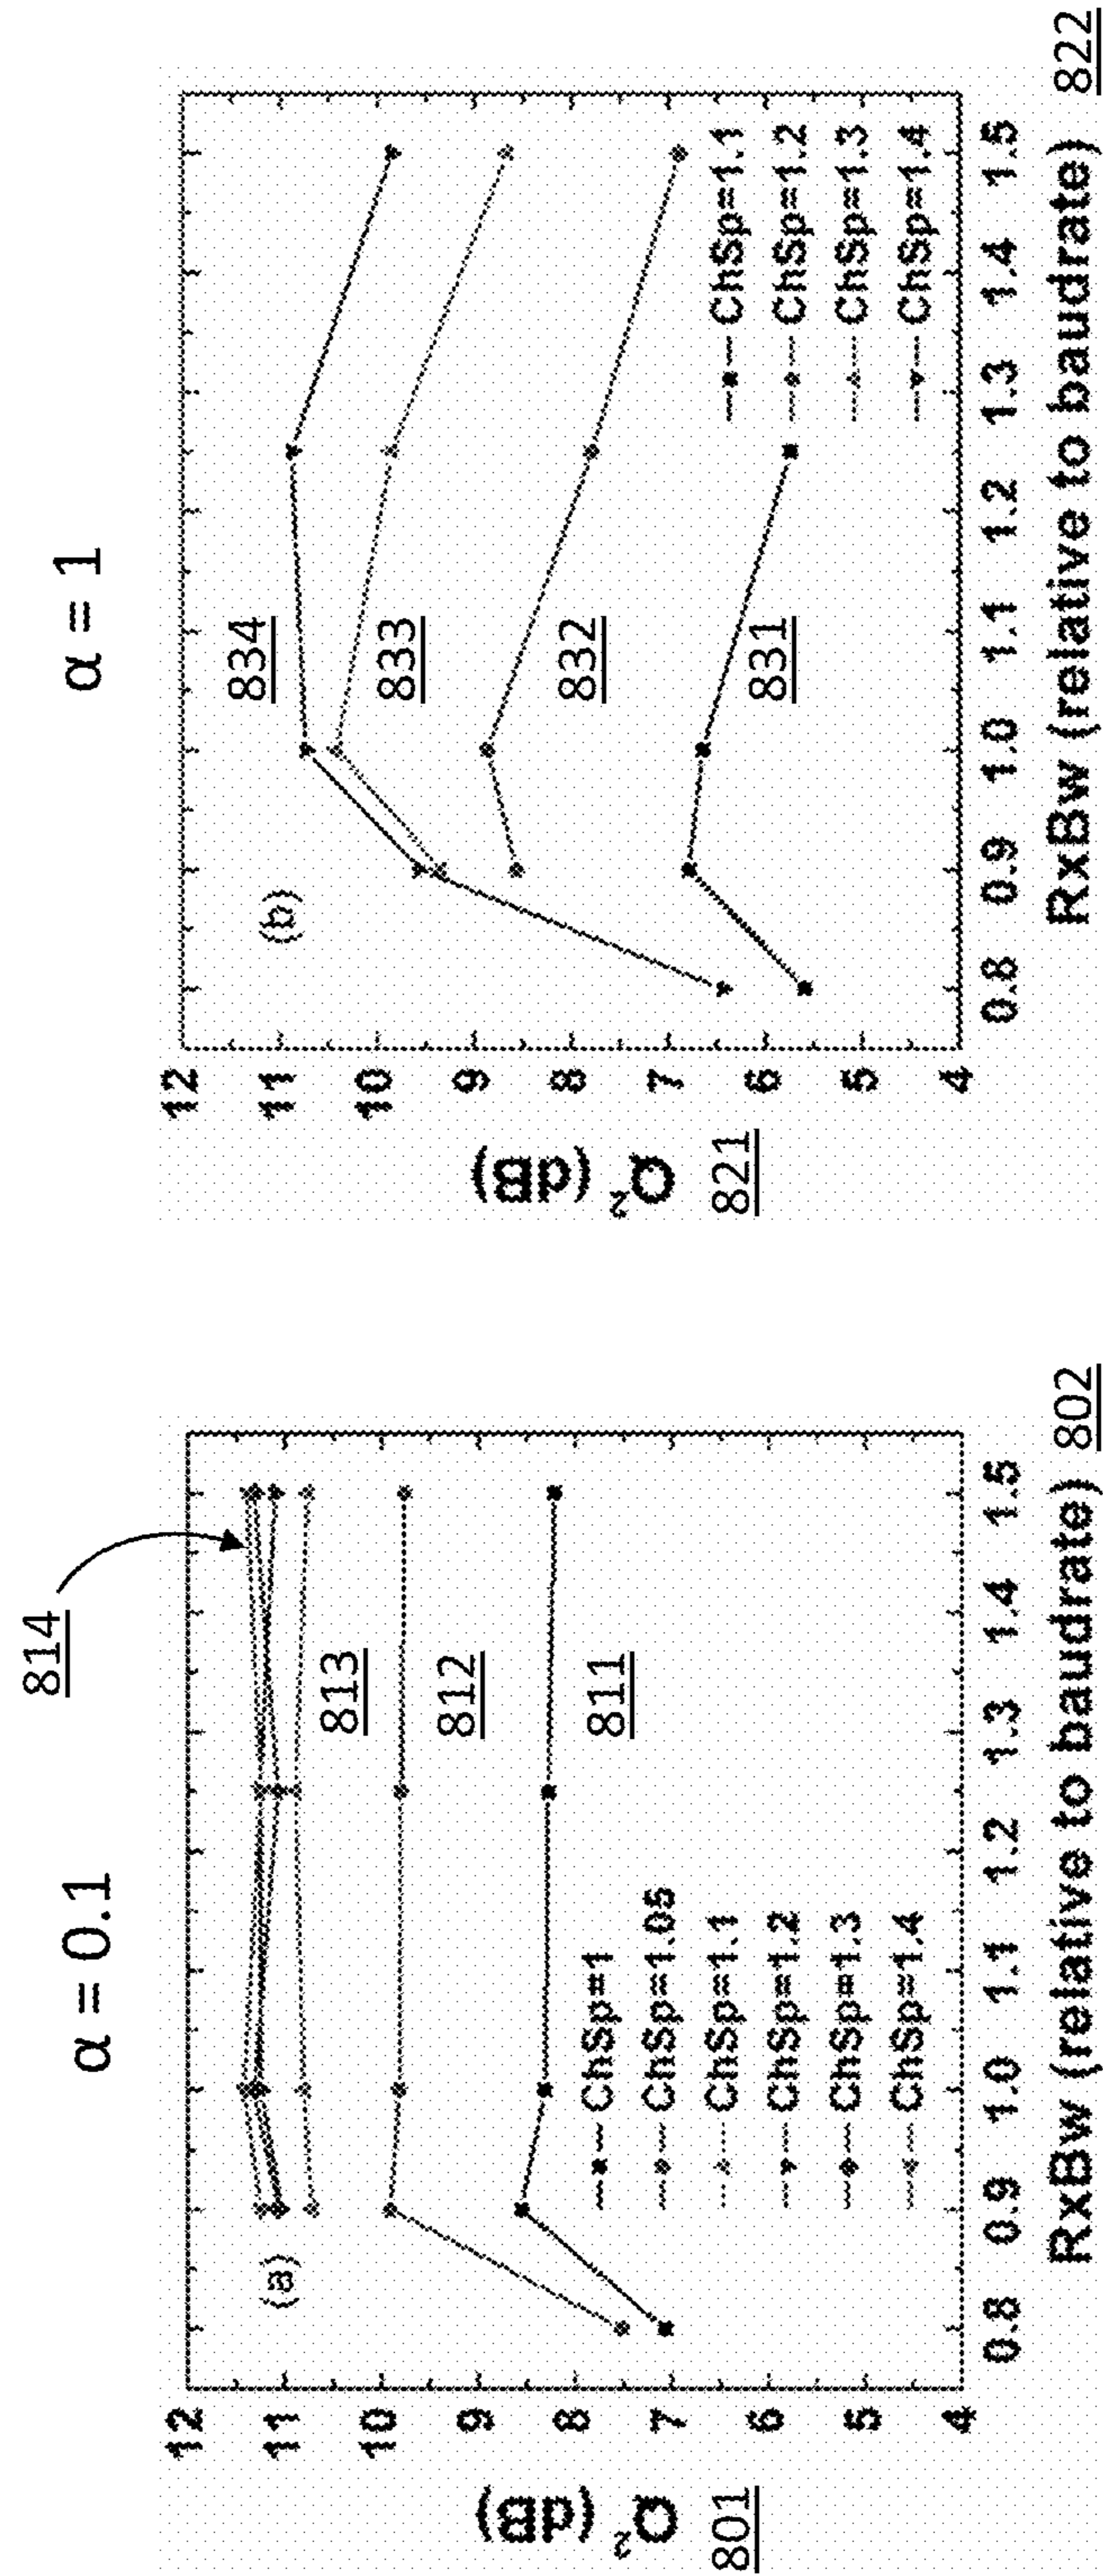 α = 0.1
814
(a)
813
812
811
ChSp=1
ChSp=1.05
ChSp=1.1
ChSp=1.2
ChSp=1.3
ChSp=1.4
12
11
10
9
8
7
6
5
4
Q² (dB)
801
0.8 0.9 1.0 1.1 1.2 1.3 1.4 1.5
RxBw (relative to baudrate) 802
α = 1
(b)
834
833
832
831
ChSp=1.1
ChSp=1.2
ChSp=1.3
ChSp=1.4
12
11
10
9
8
7
6
5
4
Q² (dB)
821
0.8 0.9 1.0 1.1 1.2 1.3 1.4 1.5
RxBw (relative to baudrate) 822